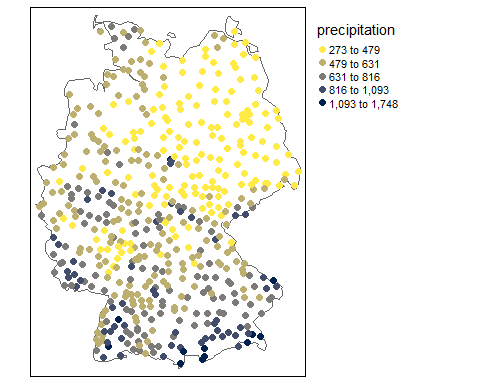 precipitation
273 to 479
479 to 631
631 to 816
816 to 1,093
1,093 to 1,748